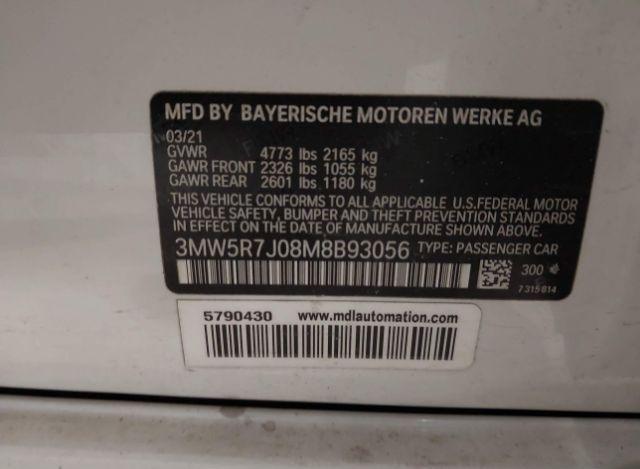 MFD BY BAYERISCHE MOTOREN WERKE AG
03/21
GVWR 4773 lbs 2165 kg
GAWR FRONT 2326 lbs 1055 kg
GAWR REAR 2601 lbs 1180 kg
THIS VEHICLE CONFORMS TO ALL APPLICABLE U.S.FEDERAL MOTOR
VEHICLE SAFETY, BUMPER AND THEFT PREVENTION STANDARDS
IN EFFECT ON THE DATE OF MANUFACTURE SHOWN ABOVE.
3MW5R7J08M8B93056 TYPE: PASSENGER CAR
300
7315814
5790430 www.mdlautomation.com